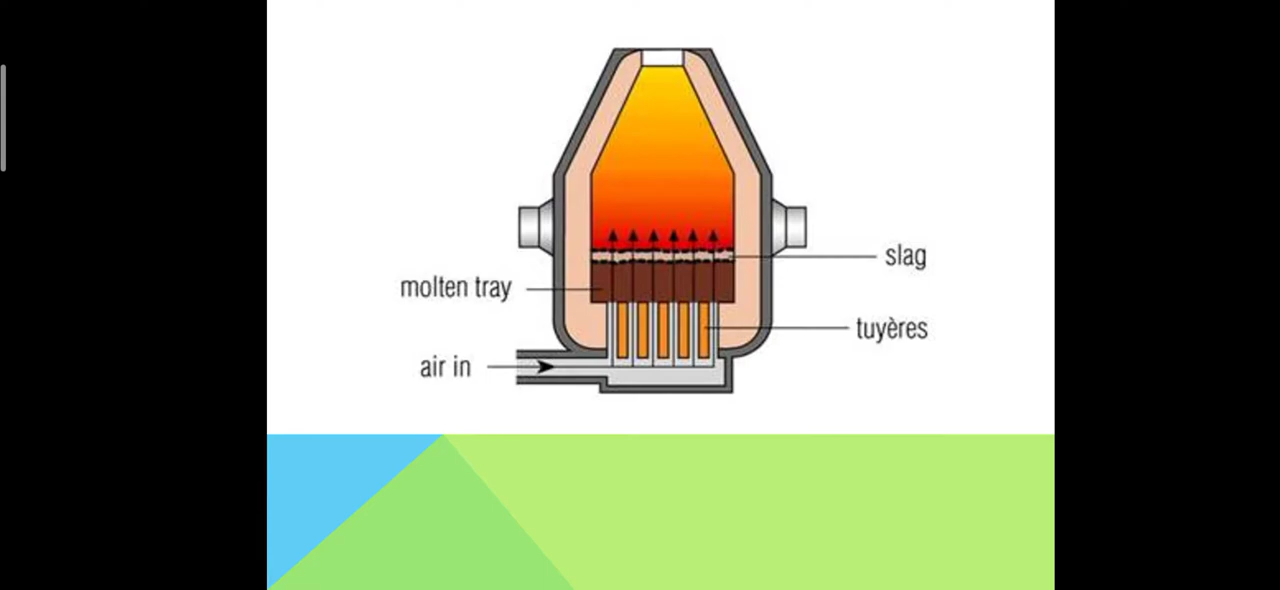 slag
molten tray
tuyères
air in